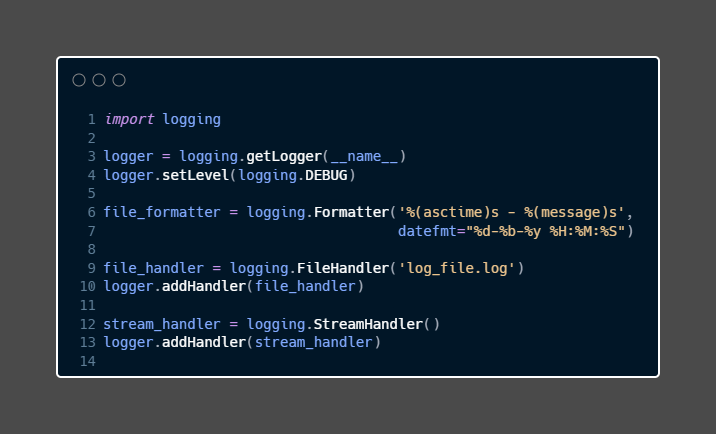 1 import logging
2
3 logger = logging.getLogger(__name__)
4 logger.setLevel(logging.DEBUG)
5
6 file_formatter = logging.Formatter('%(asctime)s - %(message)s',
7                                    datefmt="%d-%b-%y %H:%M:%S")
8
9 file_handler = logging.FileHandler('log_file.log')
10 logger.addHandler(file_handler)
11
12 stream_handler = logging.StreamHandler()
13 logger.addHandler(stream_handler)
14